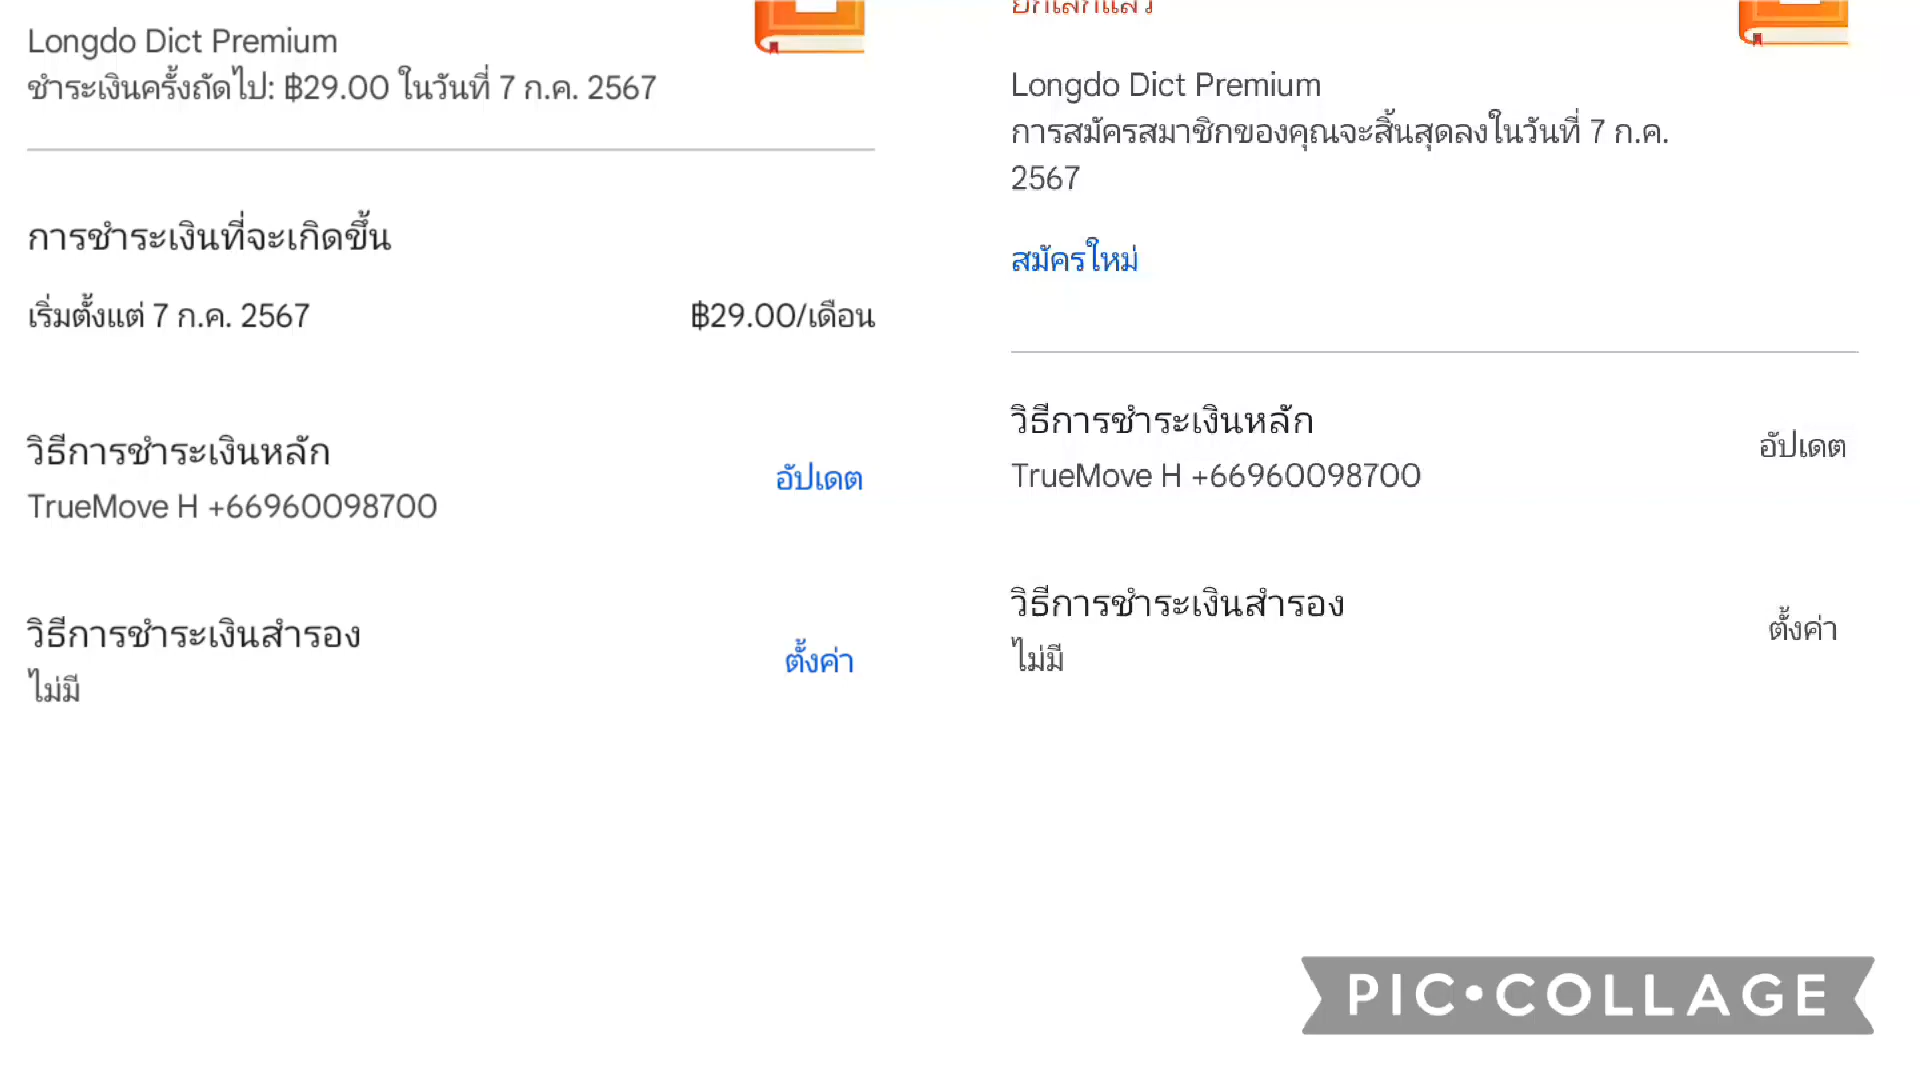 Longdo Dict Premium
ชำระเงินครั้งถัดไป: ฿29.00 ในวันที่ 7 ก.ค. 2567
การชำระเงินที่จะเกิดขึ้น
เริ่มตั้งแต่ 7 ก.ค. 2567 ฿29.00/เดือน
วิธีการชำระเงินหลัก
TrueMove H +66960098700
อัปเดต
วิธีการชำระเงินสำรอง
ไม่มี
ตั้งค่า
ยกเลิกแล้ว
Longdo Dict Premium
การสมัครสมาชิกของคุณจะสิ้นสุดลงในวันที่ 7 ก.ค.
2567
สมัครใหม่
วิธีการชำระเงินหลัก
TrueMove H +66960098700
อัปเดต
วิธีการชำระเงินสำรอง
ไม่มี
ตั้งค่า
PIC•COLLAGE